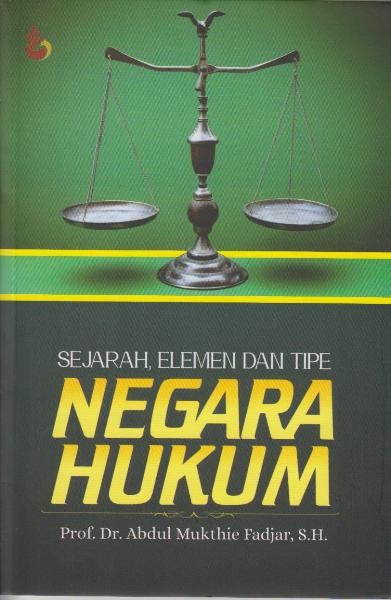 SEJARAH, ELEMEN DAN TIPE
NEGARA
HUKUM
Prof. Dr. Abdul Mukthie Fadjar, S.H.